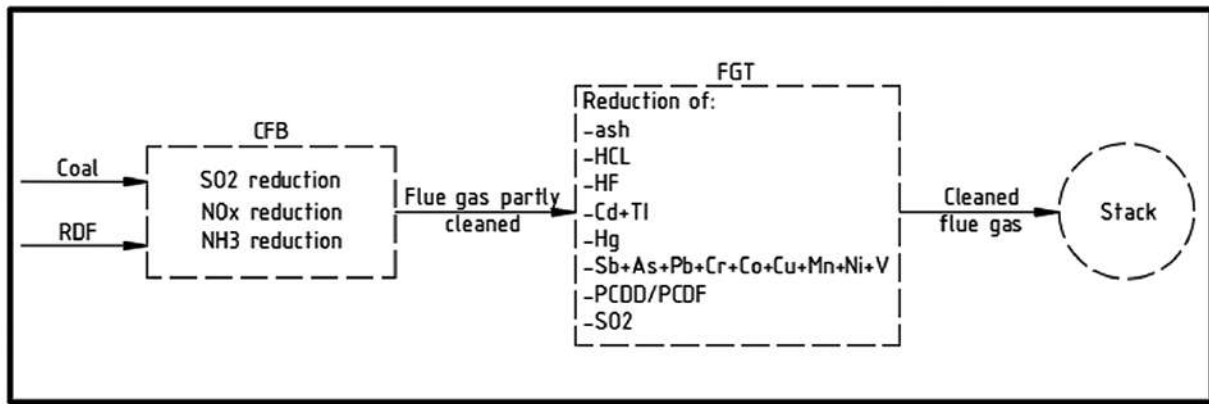 Coal
RDF
CFB
SO2 reduction
NOx reduction
NH3 reduction
Flue gas partly
cleaned
FGT
Reduction of:
-ash
-HCL
-HF
-Cd+Tl
-Hg
-Sb+As+Pb+Cr+Co+Cu+Mn+Ni+V
-PCDD/PCDF
-SO2
Cleaned
flue gas
Stack